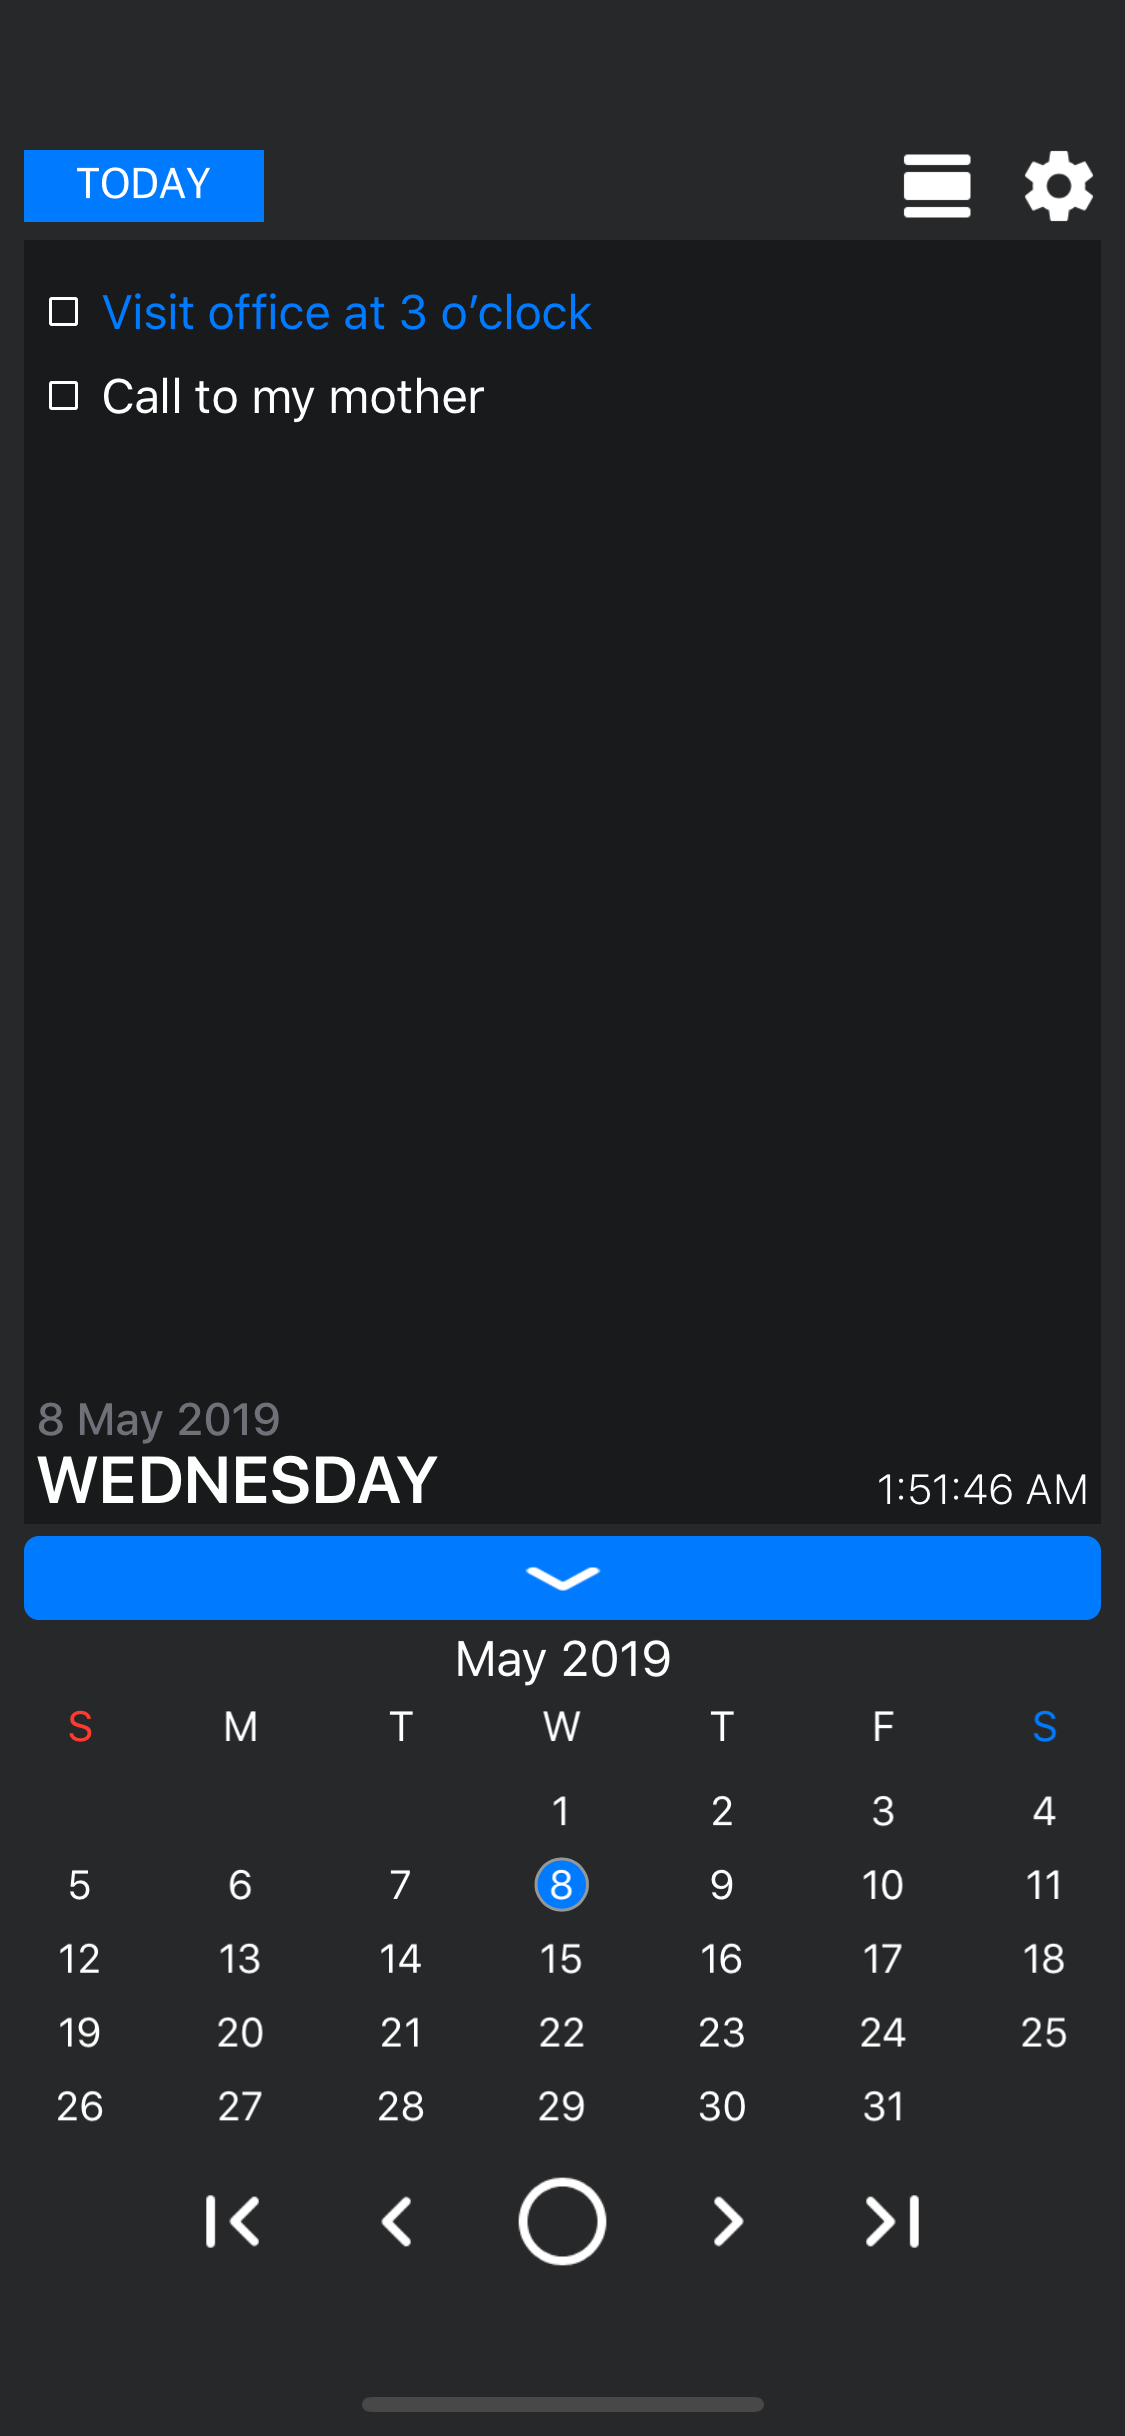 TODAY
Visit office at 3 o’clock
Call to my mother
8 May 2019
WEDNESDAY
1:51:46 AM
May 2019
S M T W T F S
1 2 3 4
5 6 7 8 9 10 11
12 13 14 15 16 17 18
19 20 21 22 23 24 25
26 27 28 29 30 31